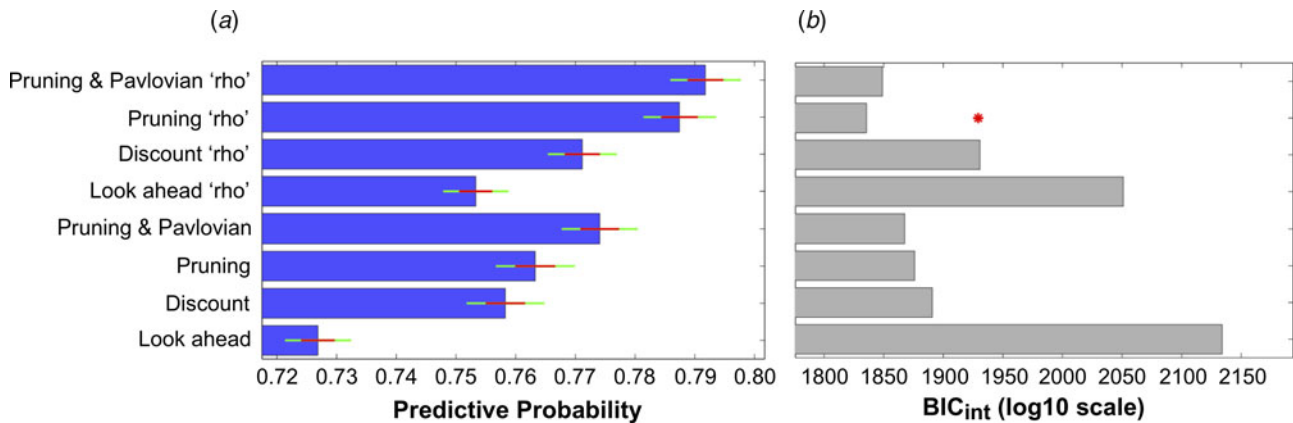 (a)
(b)
Pruning & Pavlovian 'rho'
Pruning 'rho'
Discount 'rho'
Look ahead 'rho'
Pruning & Pavlovian
Pruning
Discount
Look ahead
0.72 0.73 0.75 0.76 0.77 0.78 0.79 0.80
Predictive Probability
1800 1850 1900 1950 2000 2050 2100 2150
BICint (log10 scale)